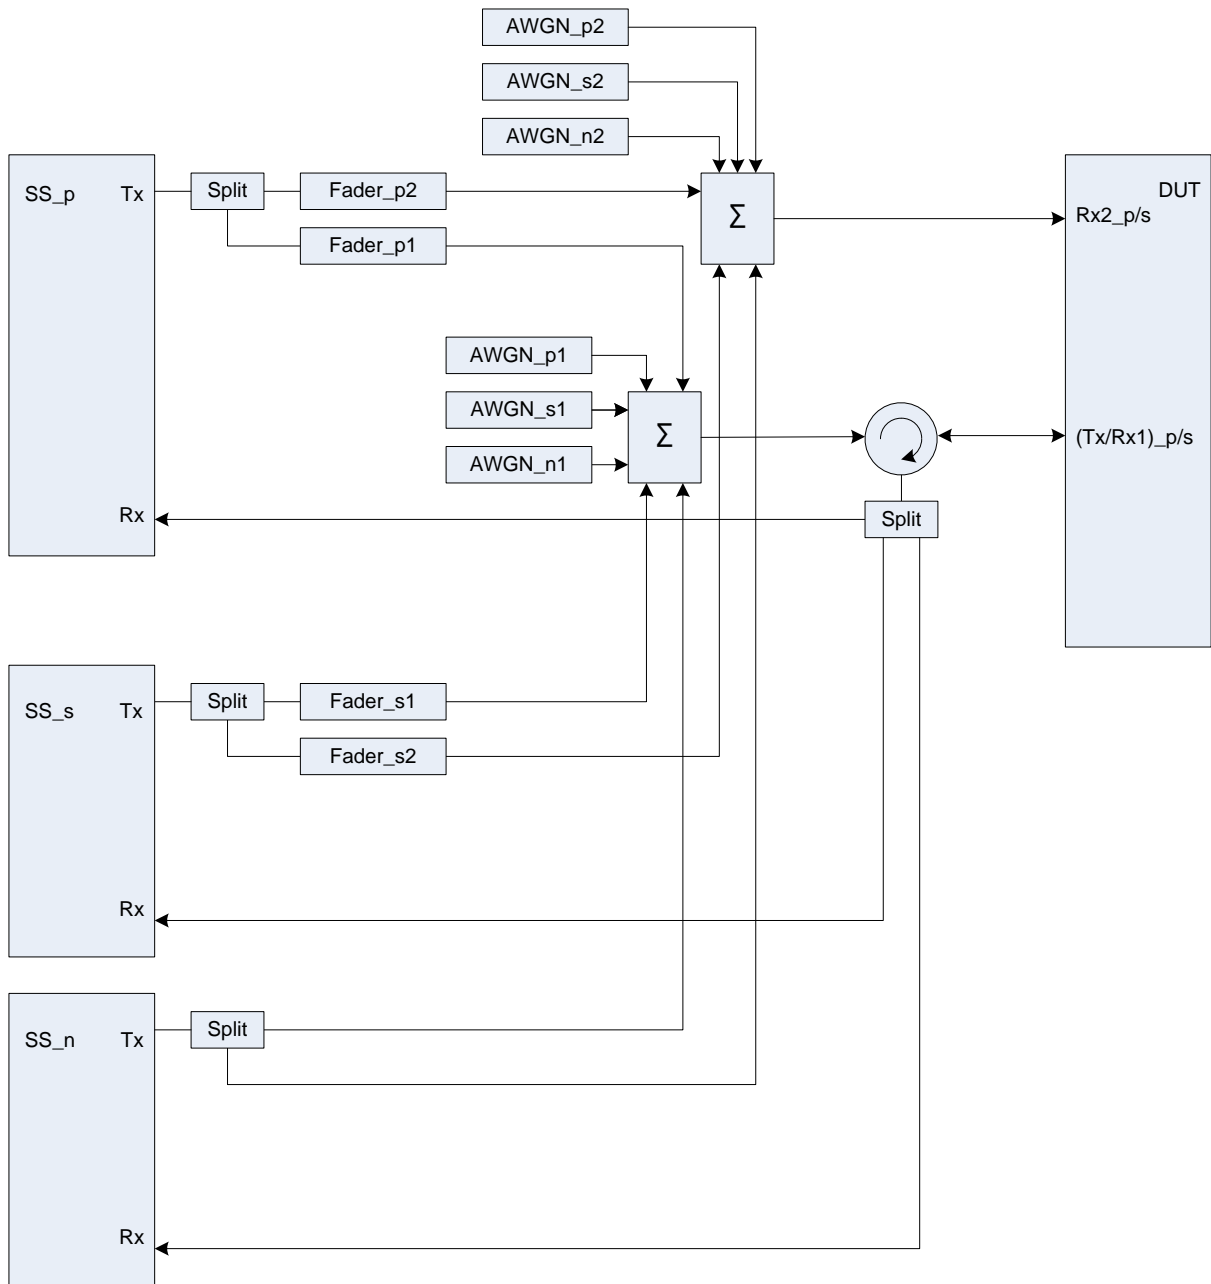 AWGN_p2
AWGN_s2
AWGN_n2
SS_p Tx
Split
Fader_p2
Fader_p1
Σ
DUT
Rx2_p/s
AWGN_p1
AWGN_s1
AWGN_n1
Σ
(Tx/Rx1)_p/s
Rx
Split
SS_s Tx
Split
Fader_s1
Fader_s2
Rx
SS_n Tx
Split
Rx